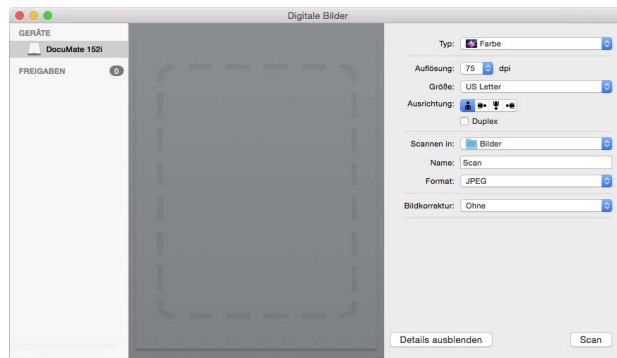 Digitale Bilder
GERÄTE
DocuMate 152i
FREIGABEN 0
Typ: Farbe
Auflösung: 75 dpi
Größe: US Letter
Ausrichtung:
Duplex
Scannen in: Bilder
Name: Scan
Format: JPEG
Bildkorrektur: Ohne
Details ausblenden Scan